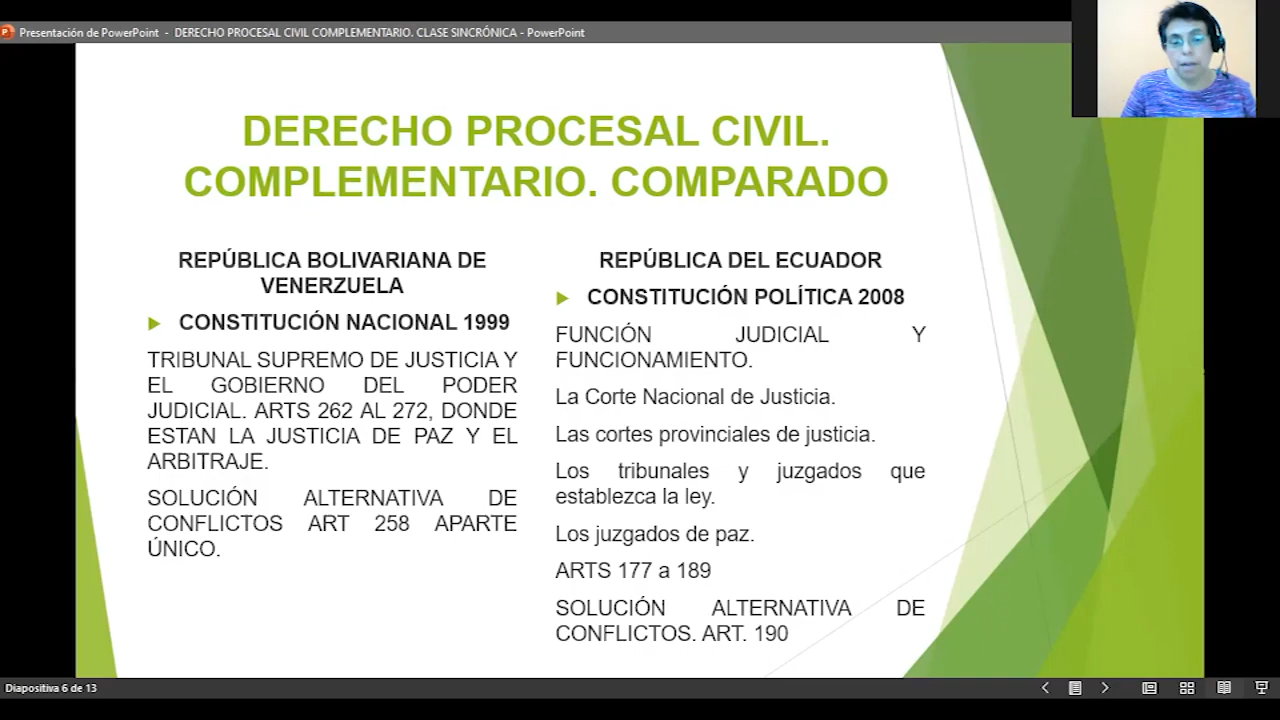 Presentación de PowerPoint - DERECHO PROCESAL CIVIL COMPLEMENTARIO. CLASE SINCRÓNICA - PowerPoint
DERECHO PROCESAL CIVIL.
COMPLEMENTARIO. COMPARADO
REPÚBLICA BOLIVARIANA DE
VENERZUELA
CONSTITUCIÓN NACIONAL 1999
TRIBUNAL SUPREMO DE JUSTICIA Y
EL GOBIERNO DEL PODER
JUDICIAL. ARTS 262 AL 272, DONDE
ESTAN LA JUSTICIA DE PAZ Y EL
ARBITRAJE.
SOLUCIÓN ALTERNATIVA DE
CONFLICTOS ART 258 APARTE
ÚNICO.
REPÚBLICA DEL ECUADOR
CONSTITUCIÓN POLÍTICA 2008
FUNCIÓN JUDICIAL Y
FUNCIONAMIENTO.
La Corte Nacional de Justicia.
Las cortes provinciales de justicia.
Los tribunales y juzgados que
establezca la ley.
Los juzgados de paz.
ARTS 177 a 189
SOLUCIÓN ALTERNATIVA DE
CONFLICTOS. ART. 190
Diapositiva 6 de 13